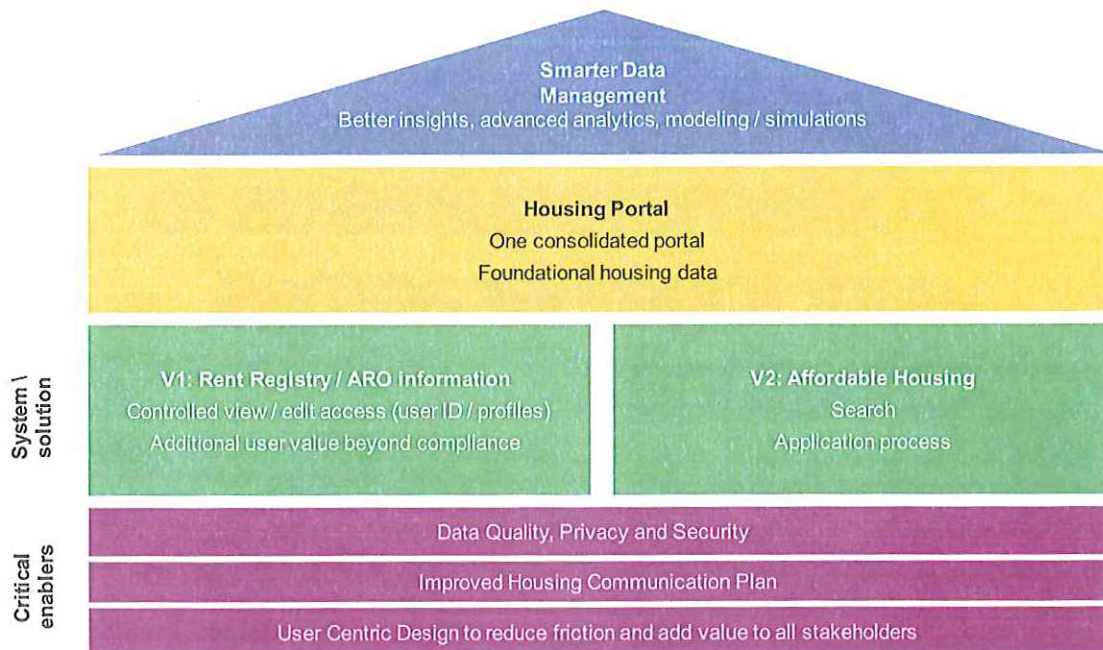 Smarter Data
Management
Better insights, advanced analytics, modeling / simulations
Housing Portal
One consolidated portal
Foundational housing data
System \
solution
V1: Rent Registry / ARO information
Controlled view / edit access (user ID / profiles)
Additional user value beyond compliance
V2: Affordable Housing
Search
Application process
Critical
enablers
Data Quality, Privacy and Security
Improved Housing Communication Plan
User Centric Design to reduce friction and add value to all stakeholders